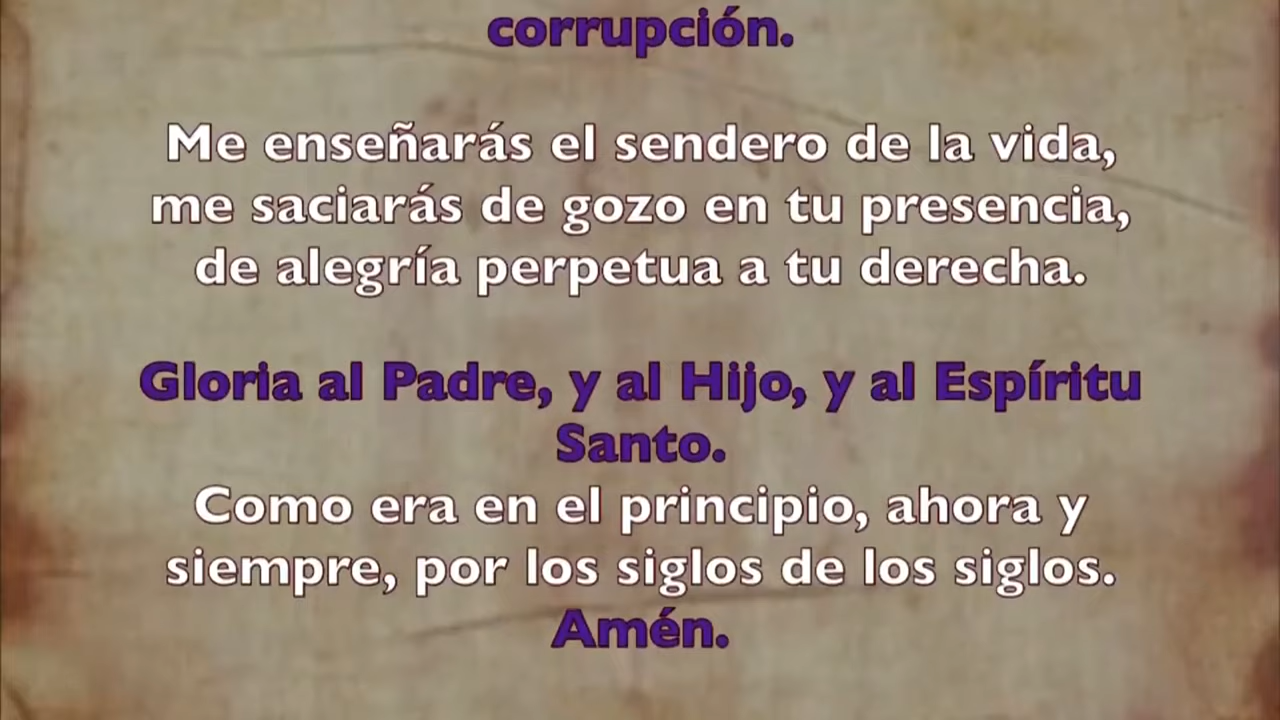 corrupción.
Me enseñarás el sendero de la vida,
me saciarás de gozo en tu presencia,
de alegría perpetua a tu derecha.
Gloria al Padre, y al Hijo, y al Espíritu
Santo.
Como era en el principio, ahora y
siempre, por los siglos de los siglos.
Amén.